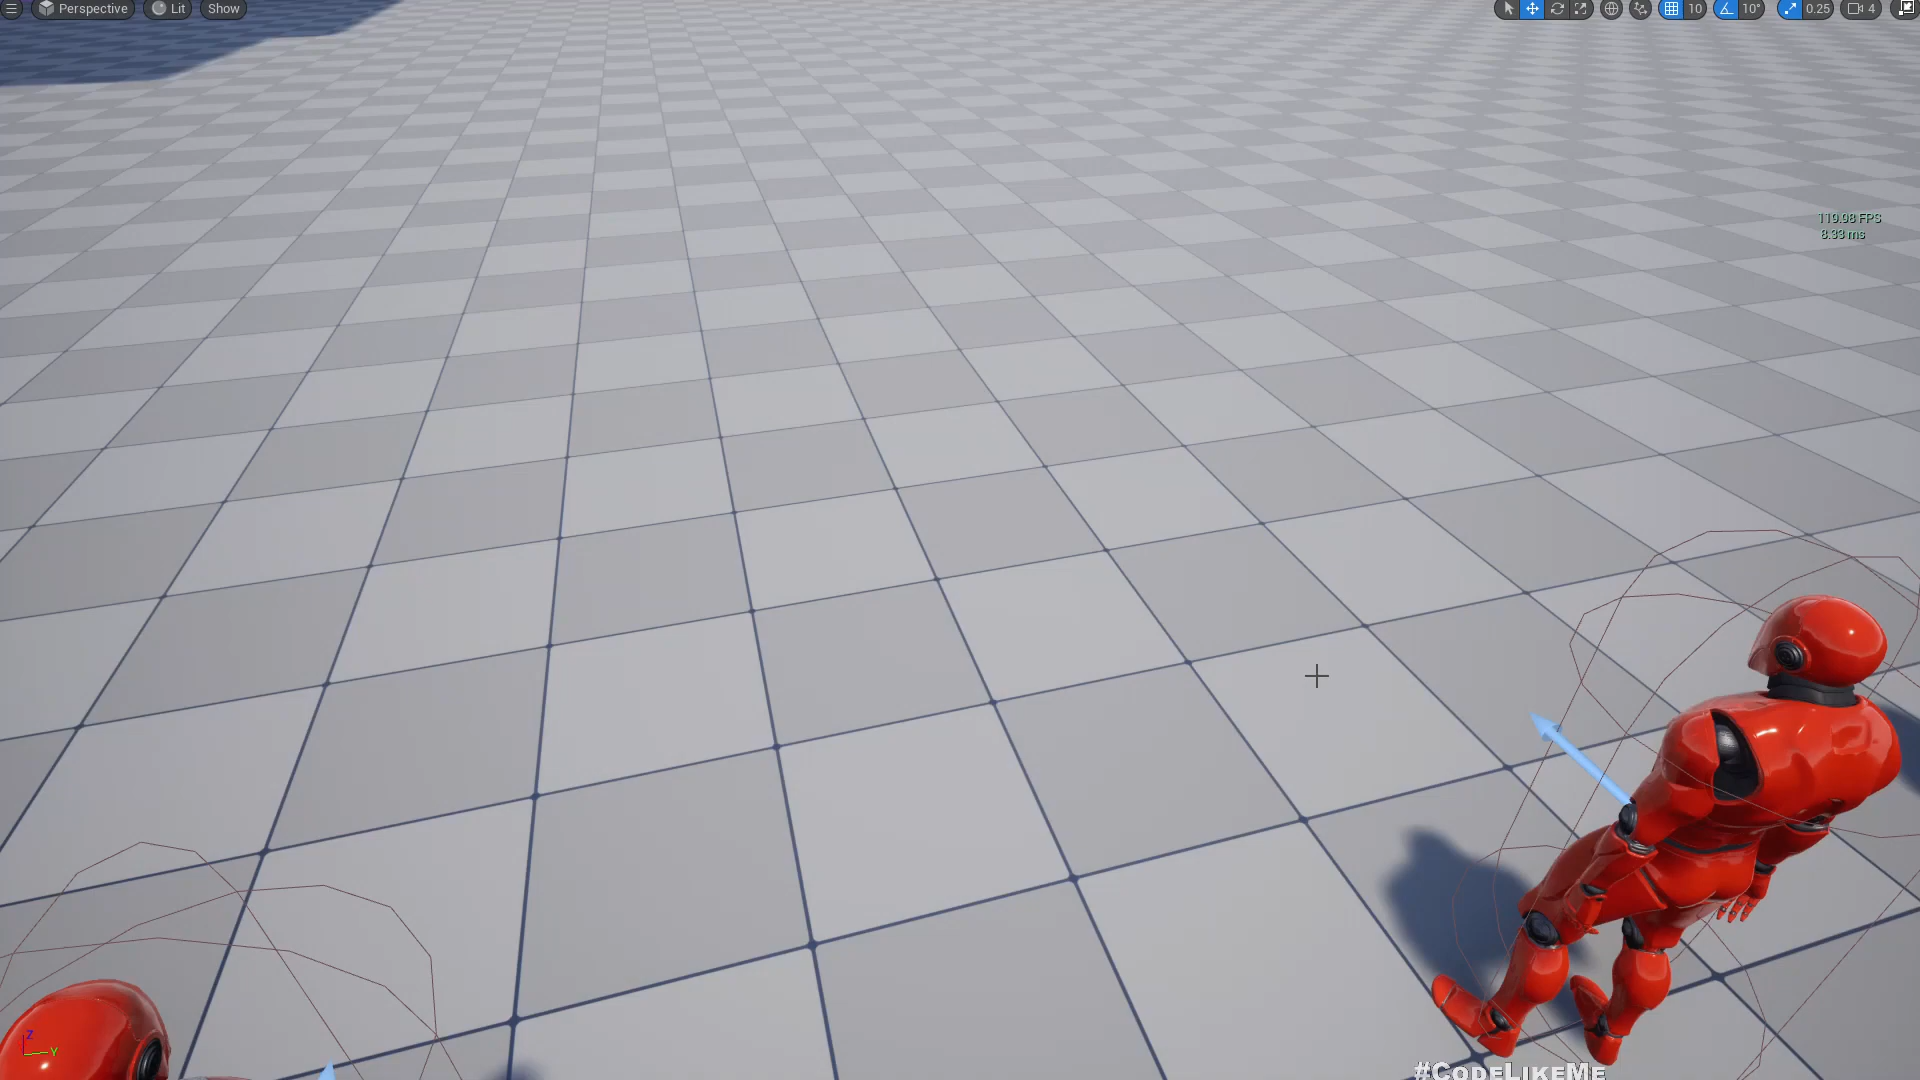 Perspective Lit Show 10 10° 0.25 4
119.98 FPS
8.33 ms
Z
Y
#CodeLikeMe